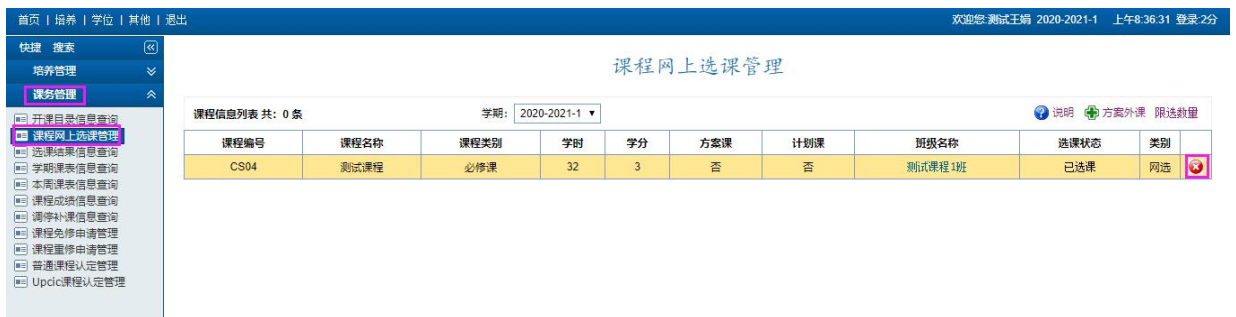 首页 | 培养 | 学位 | 其他 | 退出
欢迎您:测试王娟 2020-2021-1 上午8:36:31 登录:2分
快捷 搜索
培养管理
课务管理
开课目录信息查询
课程网上选课管理
选课结果信息查询
学期课表信息查询
本周课表信息查询
课程成绩信息查询
调停补课信息查询
课程免修申请管理
课程重修申请管理
普通课程认定管理
Upcic课程认定管理
课程网上选课管理
课程信息列表 共: 0 条 学期: 2020-2021-1 说明 方案外课 限选数量
课程编号 课程名称 课程类别 学时 学分 方案课 计划课 班级名称 选课状态 类别
CS04 测试课程 必修课 32 3 否 否 测试课程1班 已选课 网选